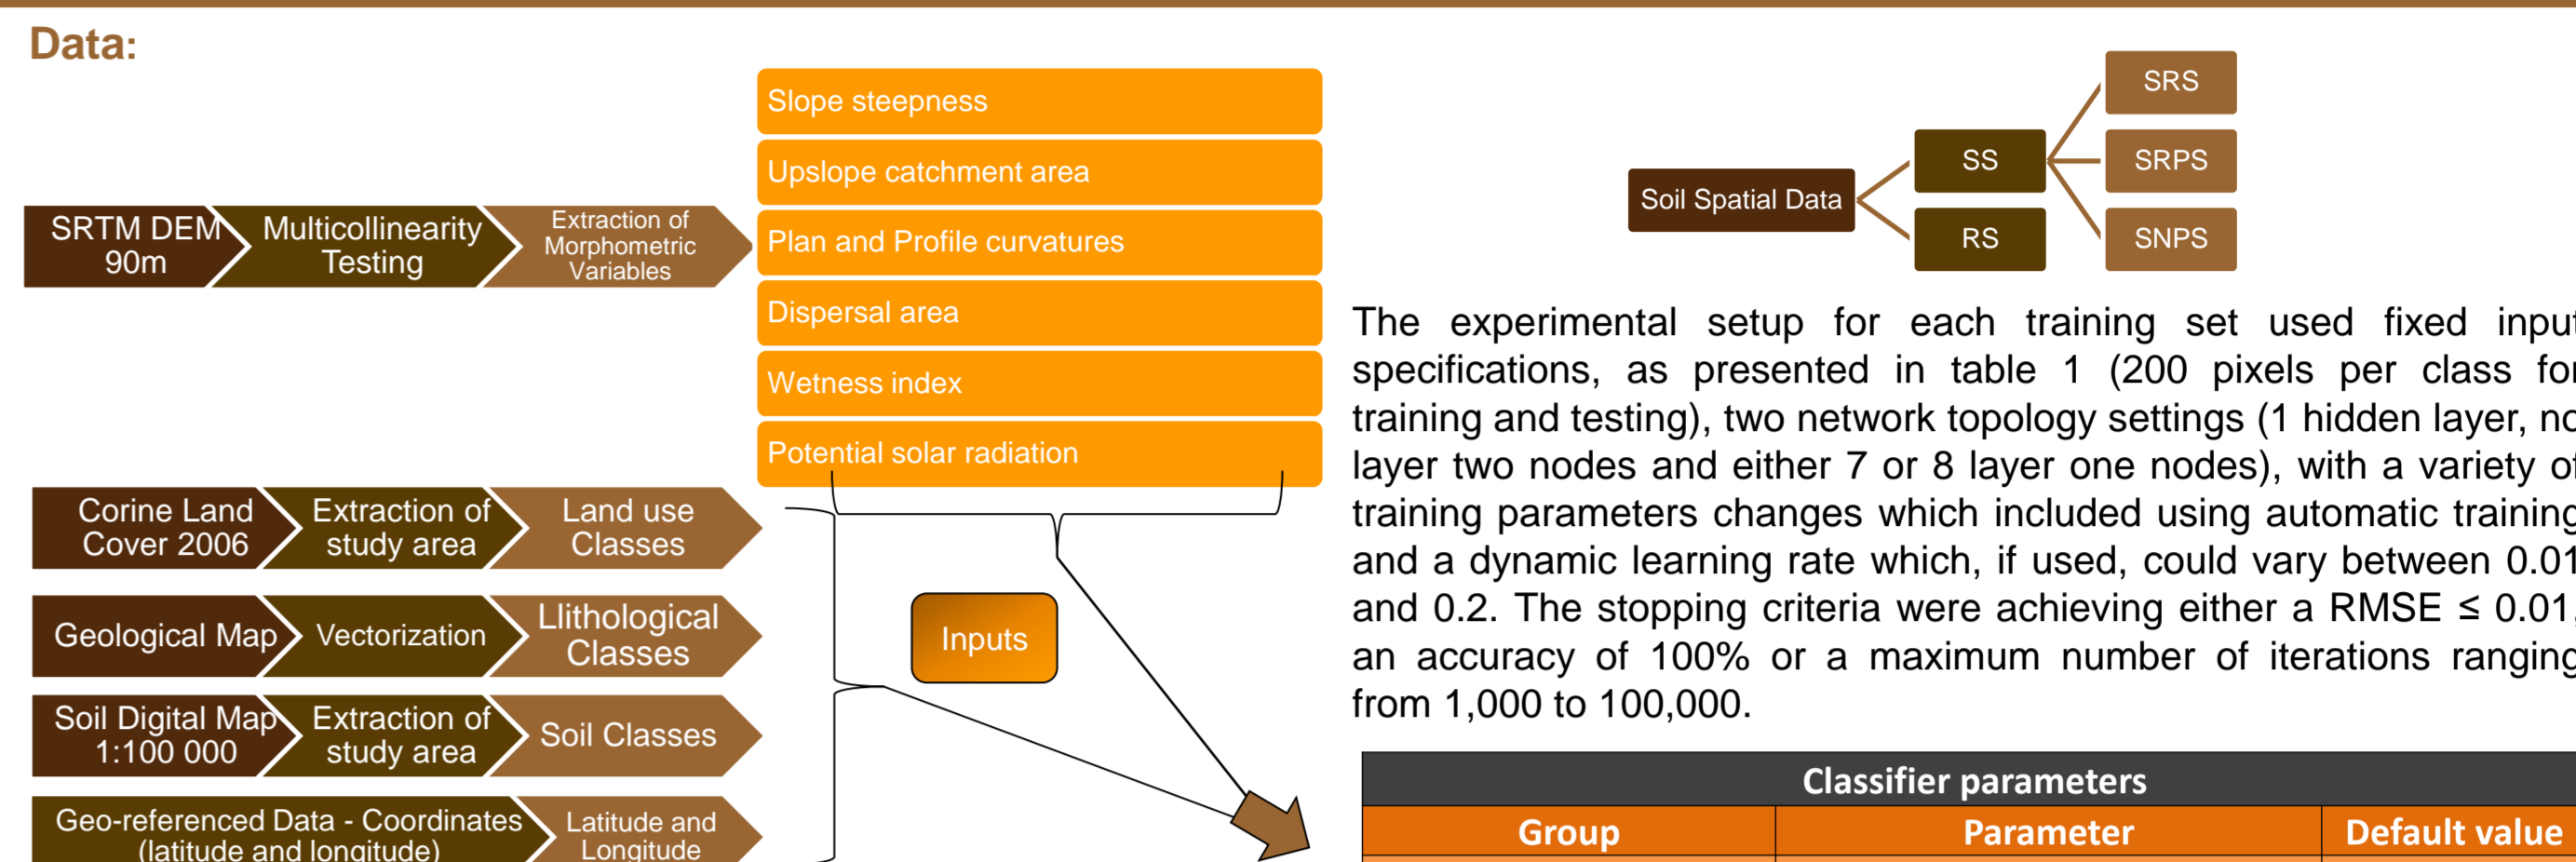 Data:
SRTM DEM
90m
Multicollinearity
Testing
Extraction of
Morphometric
Variables
Slope steepness
Upslope catchment area
Plan and Profile curvatures
Dispersal area
Wetness index
Potential solar radiation
Corine Land
Cover 2006
Extraction of
study area
Land use
Classes
Geological Map
Vectorization
Llithological
Classes
Soil Digital Map
1:100 000
Extraction of
study area
Soil Classes
Geo-referenced Data - Coordinates
(latitude and longitude)
Latitude and
Longitude
Inputs
Soil Spatial Data
SS
RS
SRS
SRPS
SNPS
The experimental setup for each training set used fixed input
specifications, as presented in table 1 (200 pixels per class for
training and testing), two network topology settings (1 hidden layer, no
layer two nodes and either 7 or 8 layer one nodes), with a variety of
training parameters changes which included using automatic training
and a dynamic learning rate which, if used, could vary between 0.01
and 0.2. The stopping criteria were achieving either a RMSE ≤ 0.01,
an accuracy of 100% or a maximum number of iterations ranging
from 1,000 to 100,000.
Classifier parameters
Group
Parameter
Default value